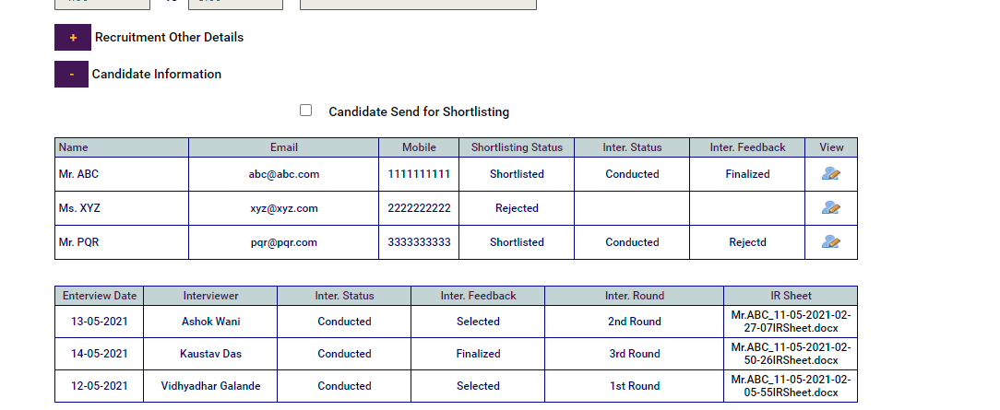 + Recruitment Other Details
- Candidate Information
Candidate Send for Shortlisting
Name Email Mobile Shortlisting Status Inter. Status Inter. Feedback View
Mr. ABC abc@abc.com 1111111111 Shortlisted Conducted Finalized
Ms. XYZ xyz@xyz.com 2222222222 Rejected
Mr. PQR pqr@pqr.com 3333333333 Shortlisted Conducted Rejectd
Enterview Date Interviewer Inter. Status Inter. Feedback Inter. Round IR Sheet
13-05-2021 Ashok Wani Conducted Selected 2nd Round Mr.ABC_11-05-2021-02-
27-07IRSheet.docx
14-05-2021 Kaustav Das Conducted Finalized 3rd Round Mr.ABC_11-05-2021-02-
50-26IRSheet.docx
12-05-2021 Vidhyadhar Galande Conducted Selected 1st Round Mr.ABC_11-05-2021-02-
05-55IRSheet.docx